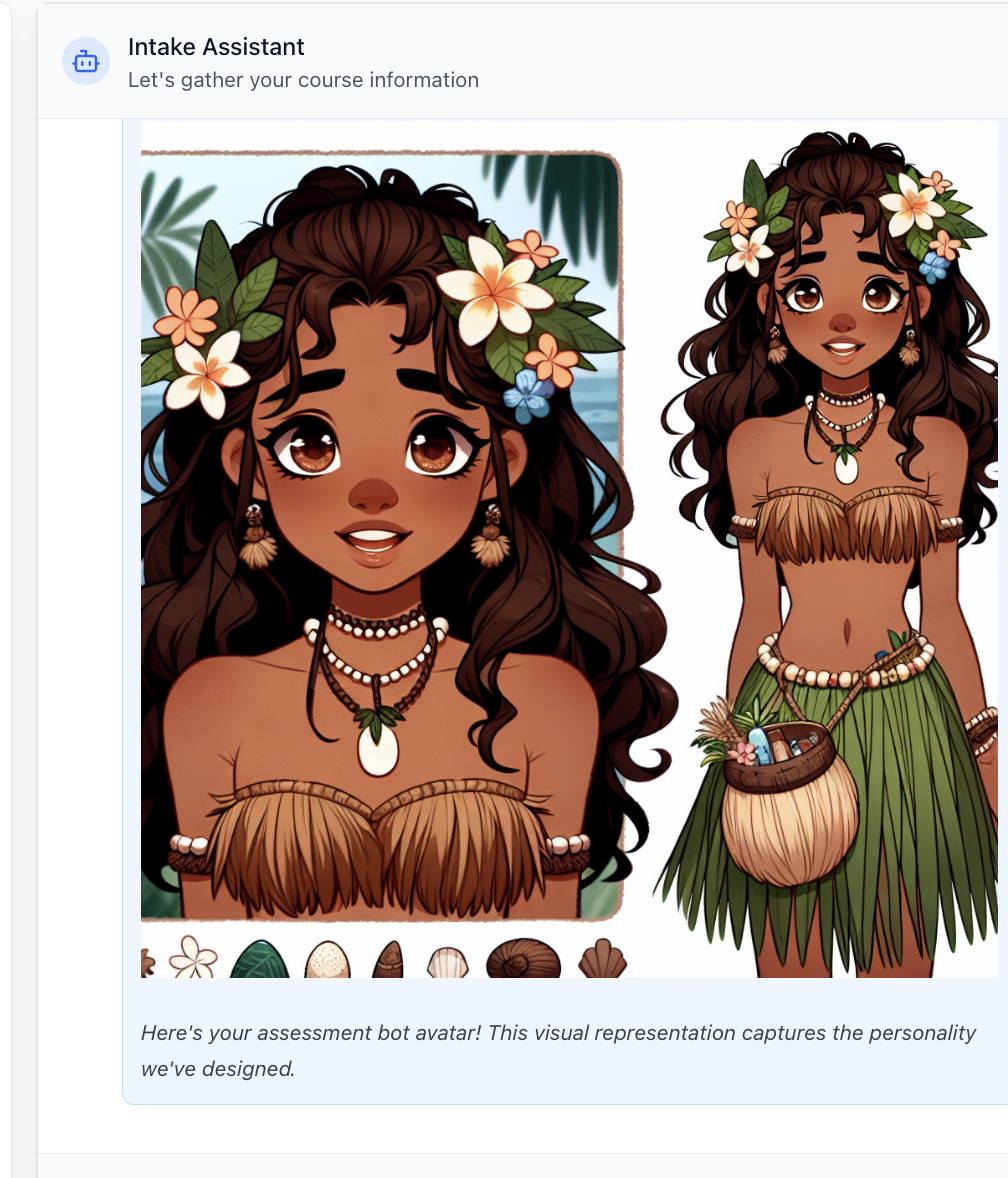 Intake Assistant
Let's gather your course information
Here's your assessment bot avatar! This visual representation captures the personality
we've designed.